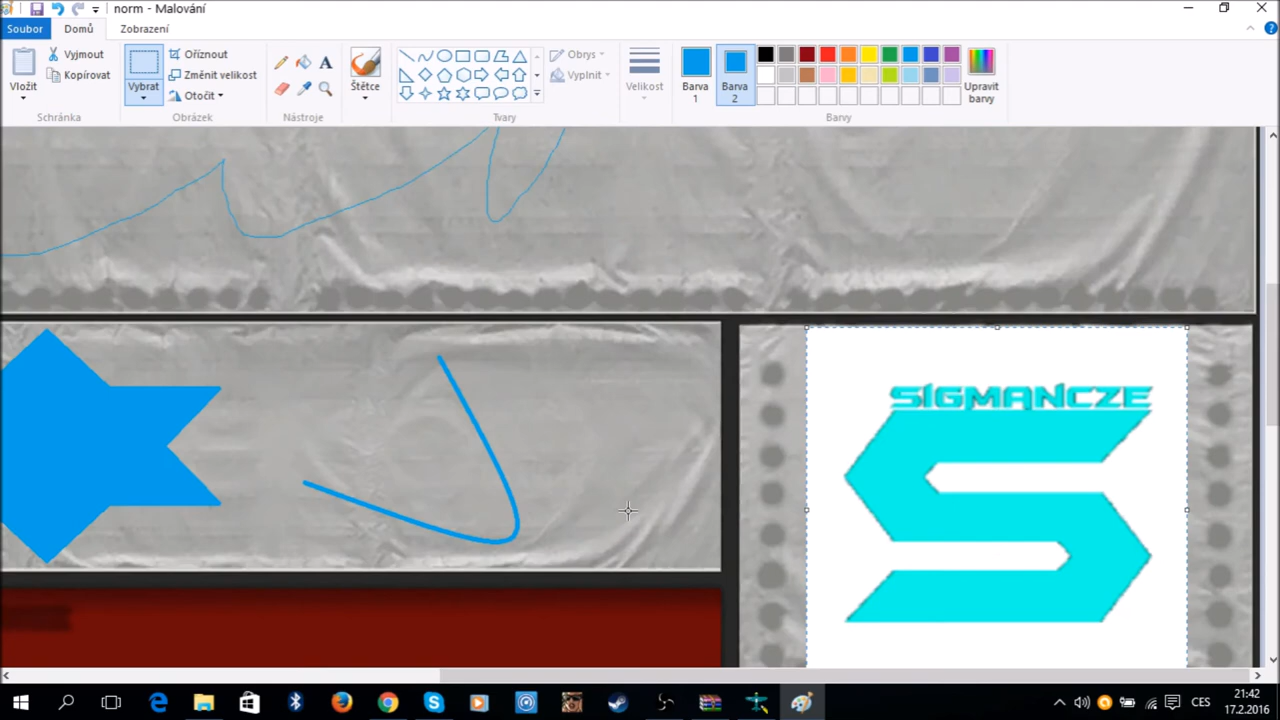 norm - Malování
Soubor Domů Zobrazení
Vložit
Vyjmout
Kopírovat
Schránka
Vybrat
Oříznout
Změnit velikost
Otočit
Obrázek
A
Nástroje
Štětce
Obrys
Vyplnit
Tvary
Velikost
Barva
1
Barva
2
Upravit
barvy
Barvy
SIGMANCZE
CES
21:42
17.2.2016